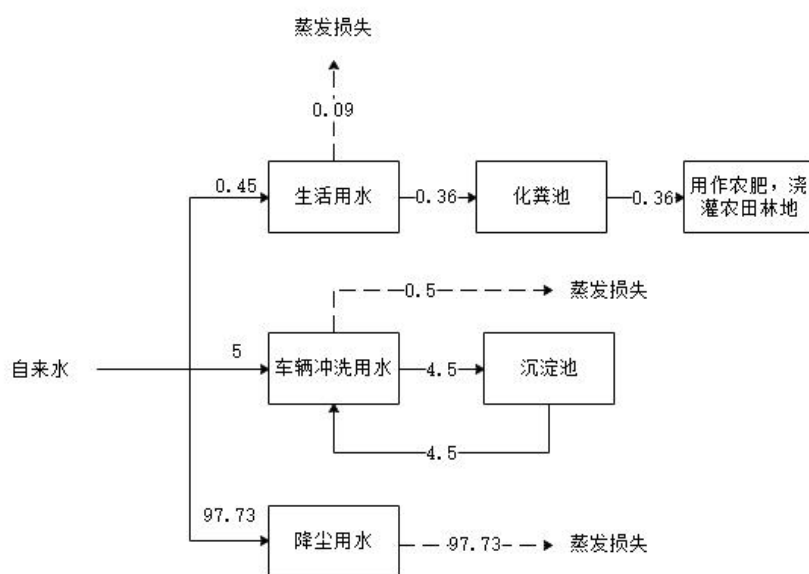 蒸发损失
0.09
0.45
生活用水
0.36
化粪池
0.36
用作农肥，浇
灌农田林地
0.5
蒸发损失
自来水
5
车辆冲洗用水
4.5
沉淀池
4.5
97.73
降尘用水
97.73
蒸发损失